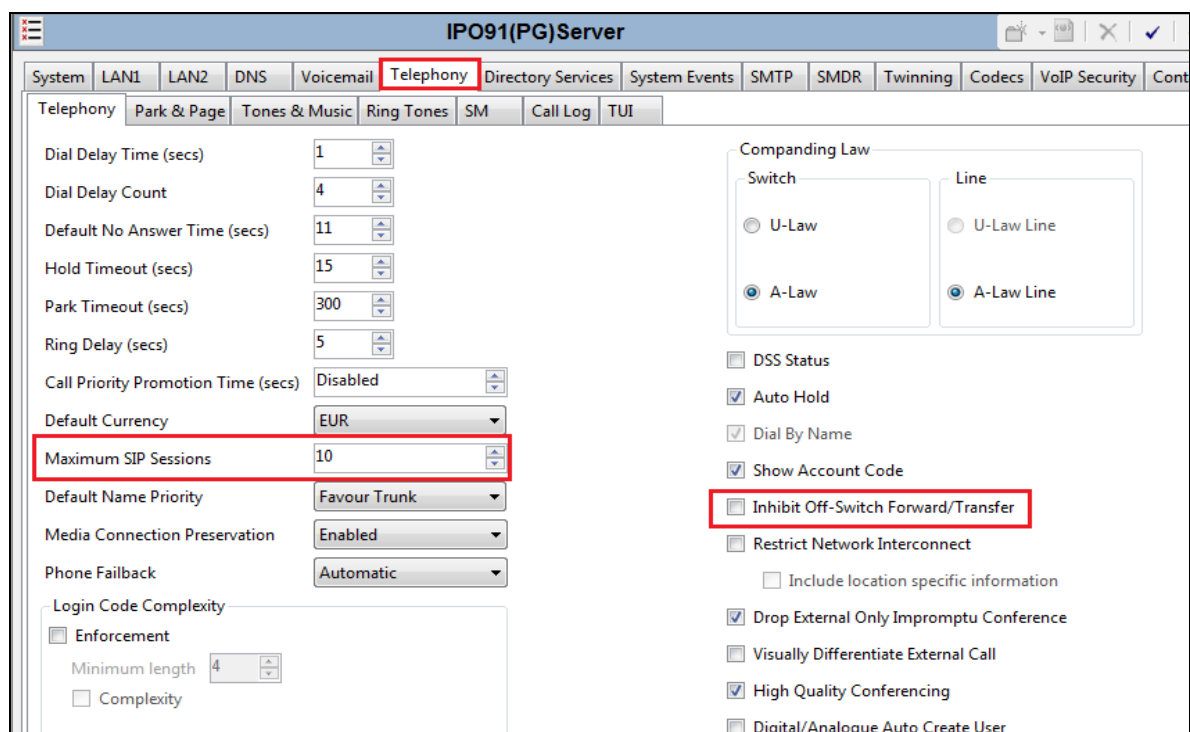 IPO91(PG)Server
System LAN1 LAN2 DNS Voicemail Telephony Directory Services System Events SMTP SMDR Twinning Codecs VoIP Security Cont
Telephony Park & Page Tones & Music Ring Tones SM Call Log TUI
Dial Delay Time (secs) 1
Dial Delay Count 4
Default No Answer Time (secs) 11
Hold Timeout (secs) 15
Park Timeout (secs) 300
Ring Delay (secs) 5
Call Priority Promotion Time (secs) Disabled
Default Currency EUR
Maximum SIP Sessions 10
Default Name Priority Favour Trunk
Media Connection Preservation Enabled
Phone Failback Automatic
Login Code Complexity
Enforcement
Minimum length 4
Complexity
Companding Law
Switch Line
U-Law U-Law Line
A-Law A-Law Line
DSS Status
Auto Hold
Dial By Name
Show Account Code
Inhibit Off-Switch Forward/Transfer
Restrict Network Interconnect
Include location specific information
Drop External Only Impromptu Conference
Visually Differentiate External Call
High Quality Conferencing
Digital/Analogue Auto Create User